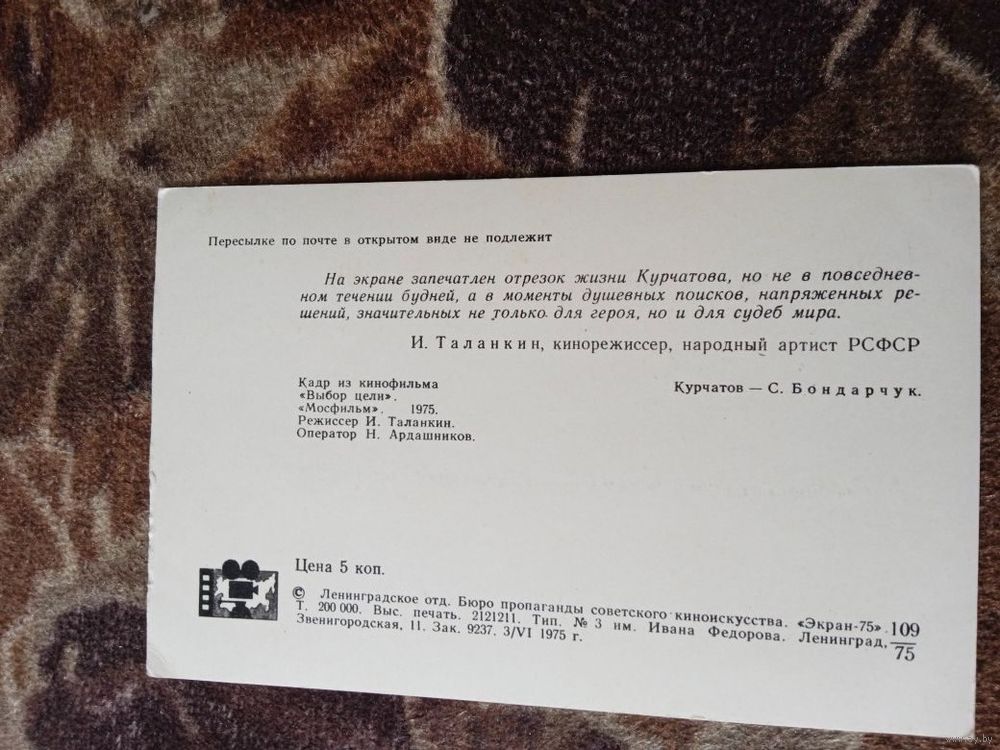 Пересылке по почте в открытом виде не подлежит
На экране запечатлен отрезок жизни Курчатова, но не в повседнев-
ном течении будней, а в моменты душевных поисков, напряженных ре-
шений, значительных не только для героя, но и для судеб мира.
И. Таланкин, кинорежиссер, народный артист РСФСР
Кадр из кинофильма
«Выбор цели».
«Мосфильм». 1975.
Режиссер И. Таланкин.
Оператор Н. Ардашников.
Курчатов — С. Бондарчук.
Цена 5 коп.
© Ленинградское отд. Бюро пропаганды советского киноискусства. «Экран-75».
Т. 200 000. Выс. печать. 2121211. Тип. № 3 им. Ивана Федорова. Ленинград,
Звенигородская, 11. Зак. 9237. 3/VI 1975 г.
109
75